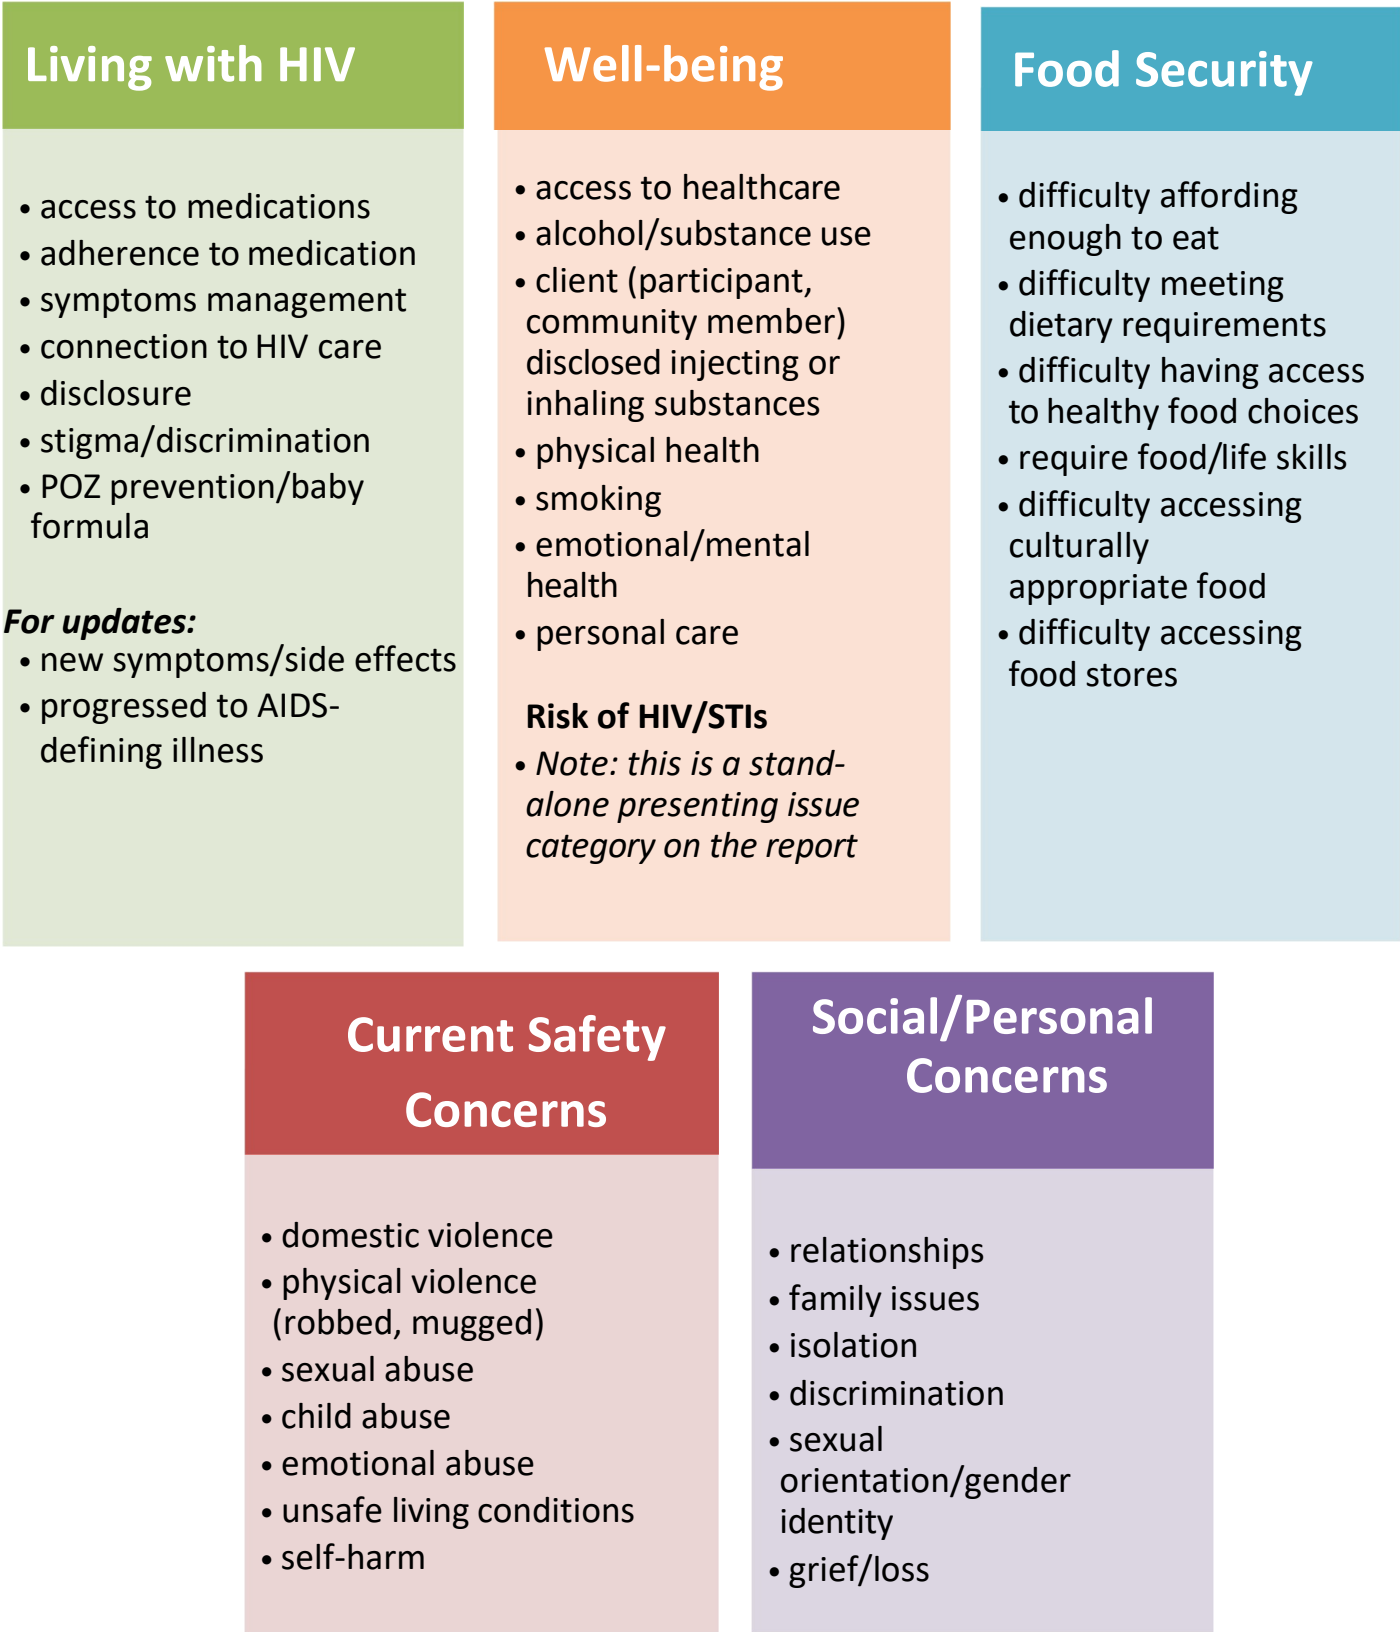 Living with HIV
• access to medications
• adherence to medication
• symptoms management
• connection to HIV care
• disclosure
• stigma/discrimination
• POZ prevention/baby
formula
For updates:
• new symptoms/side effects
• progressed to AIDS-
defining illness
Well-being
• access to healthcare
• alcohol/substance use
• client (participant,
community member)
disclosed injecting or
inhaling substances
• physical health
• smoking
• emotional/mental
health
• personal care
Risk of HIV/STIs
• Note: this is a stand-
alone presenting issue
category on the report
Food Security
• difficulty affording
enough to eat
• difficulty meeting
dietary requirements
• difficulty having access
to healthy food choices
• require food/life skills
• difficulty accessing
culturally
appropriate food
• difficulty accessing
food stores
Current Safety
Concerns
• domestic violence
• physical violence
(robbed, mugged)
• sexual abuse
• child abuse
• emotional abuse
• unsafe living conditions
• self-harm
Social/Personal
Concerns
• relationships
• family issues
• isolation
• discrimination
• sexual
orientation/gender
identity
• grief/loss